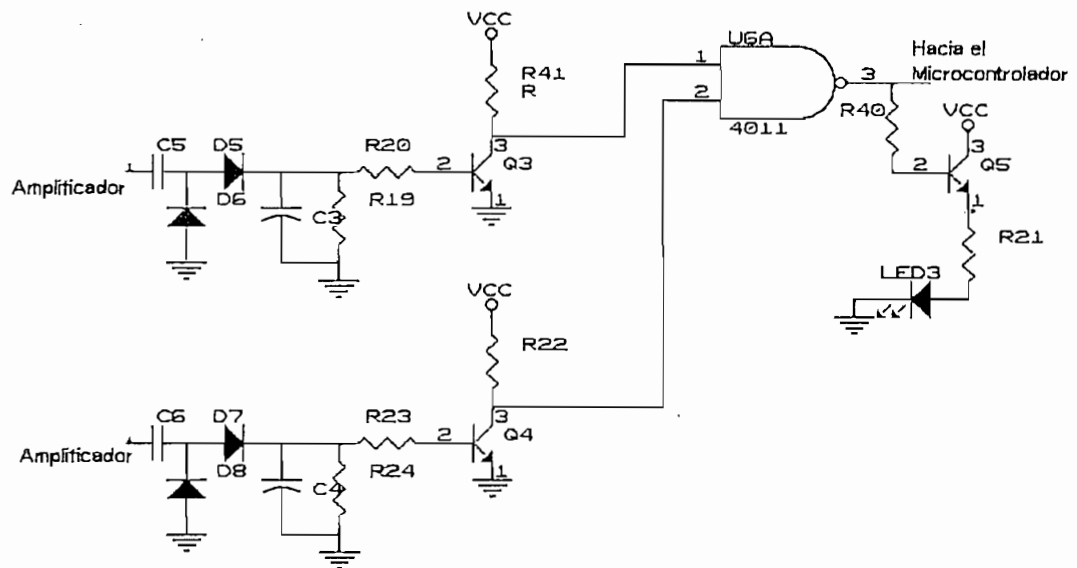 VCC
U6A
R41
R
1
2
3
Hacia el
Microcontrolador
4011
R40
VCC
3
2
Q5
1
C5
D5
R20
2
3
Q3
1
Amplificador
1
D6
R19
C3
R21
LED3
VCC
R22
C6
D7
R23
2
3
Q4
1
Amplificador
D8
R24
C4